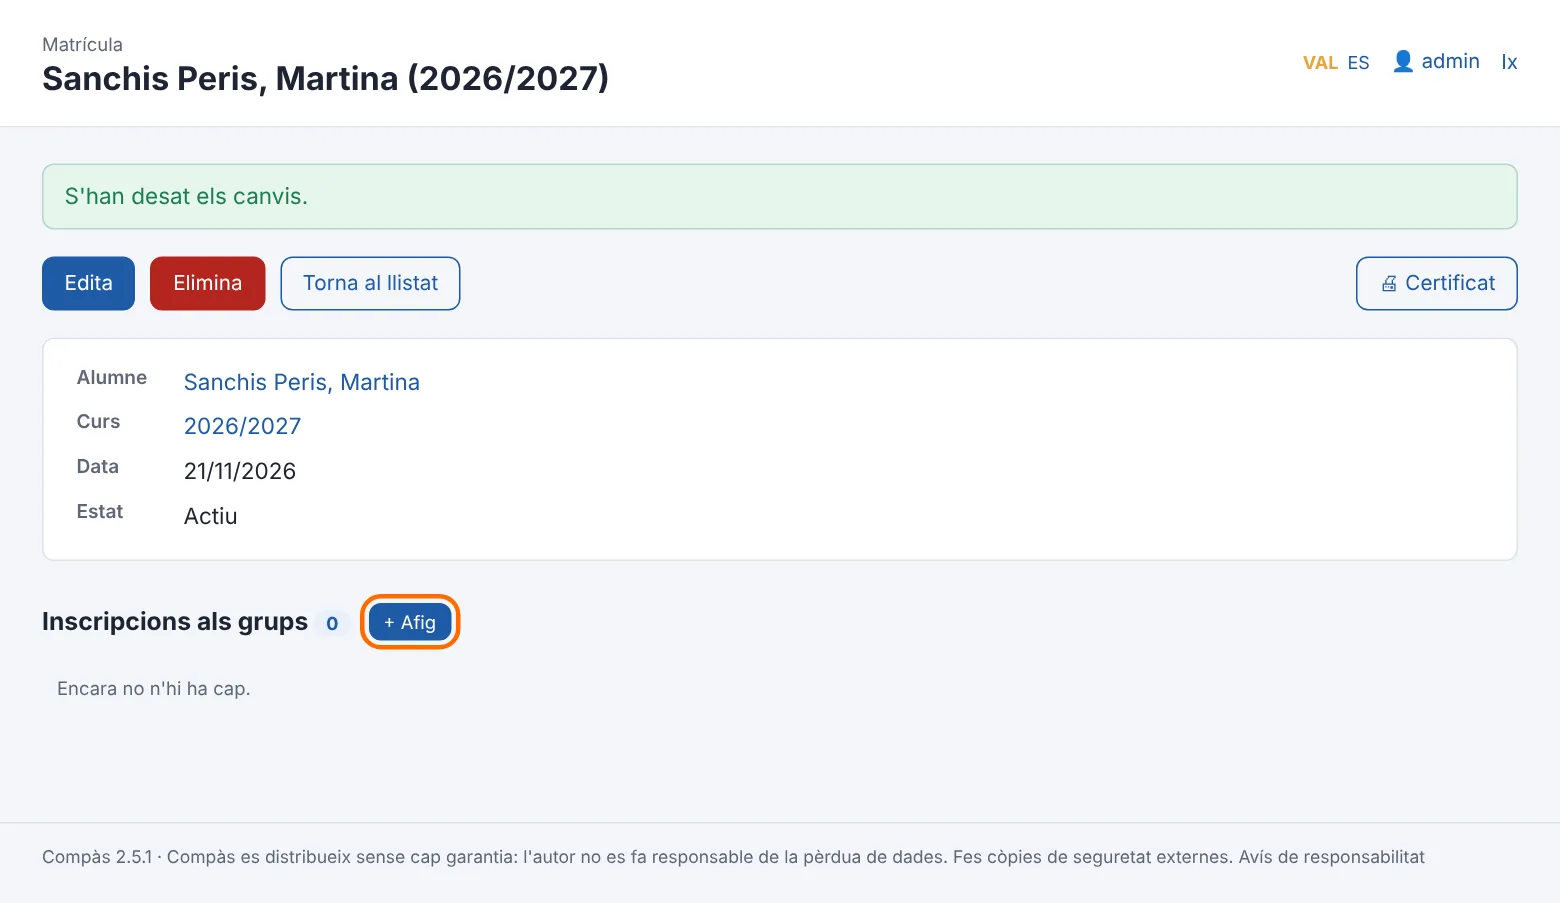 Matrícula
Sanchis Peris, Martina (2026/2027)
VAL ES admin Ix
S'han desat els canvis.
Edita Elimina Torna al llistat Certificat
Alumne Sanchis Peris, Martina
Curs 2026/2027
Data 21/11/2026
Estat Actiu
Inscripcions als grups 0 + Afig
Encara no n'hi ha cap.
Compàs 2.5.1 · Compàs es distribueix sense cap garantia: l'autor no es fa responsable de la pèrdua de dades. Fes còpies de seguretat externes. Avís de responsabilitat